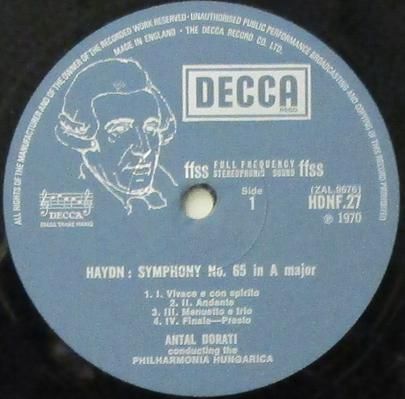 ALL RIGHTS OF THE MANUFACTURER AND OF THE OWNER OF THE RECORDED WORK RESERVED · UNAUTHORISED PUBLIC PERFORMANCE BROADCASTING AND COPYING OF THIS RECORD PROHIBITED
MADE IN ENGLAND · THE DECCA RECORD CO. LTD.
DECCA
ffss FULL FREQUENCY STEREOPHONIC SOUND ffss
DECCA
TRADE MARKS
Side
1
(ZAL.9676)
HDNF.27
℗ 1970
HAYDN: SYMPHONY No. 65 in A major
1. I. Vivace e con spirito
2. II. Andante
3. III. Menuetto e trio
4. IV. Finale—Presto
ANTAL DORATI
conducting the
PHILHARMONIA HUNGARICA